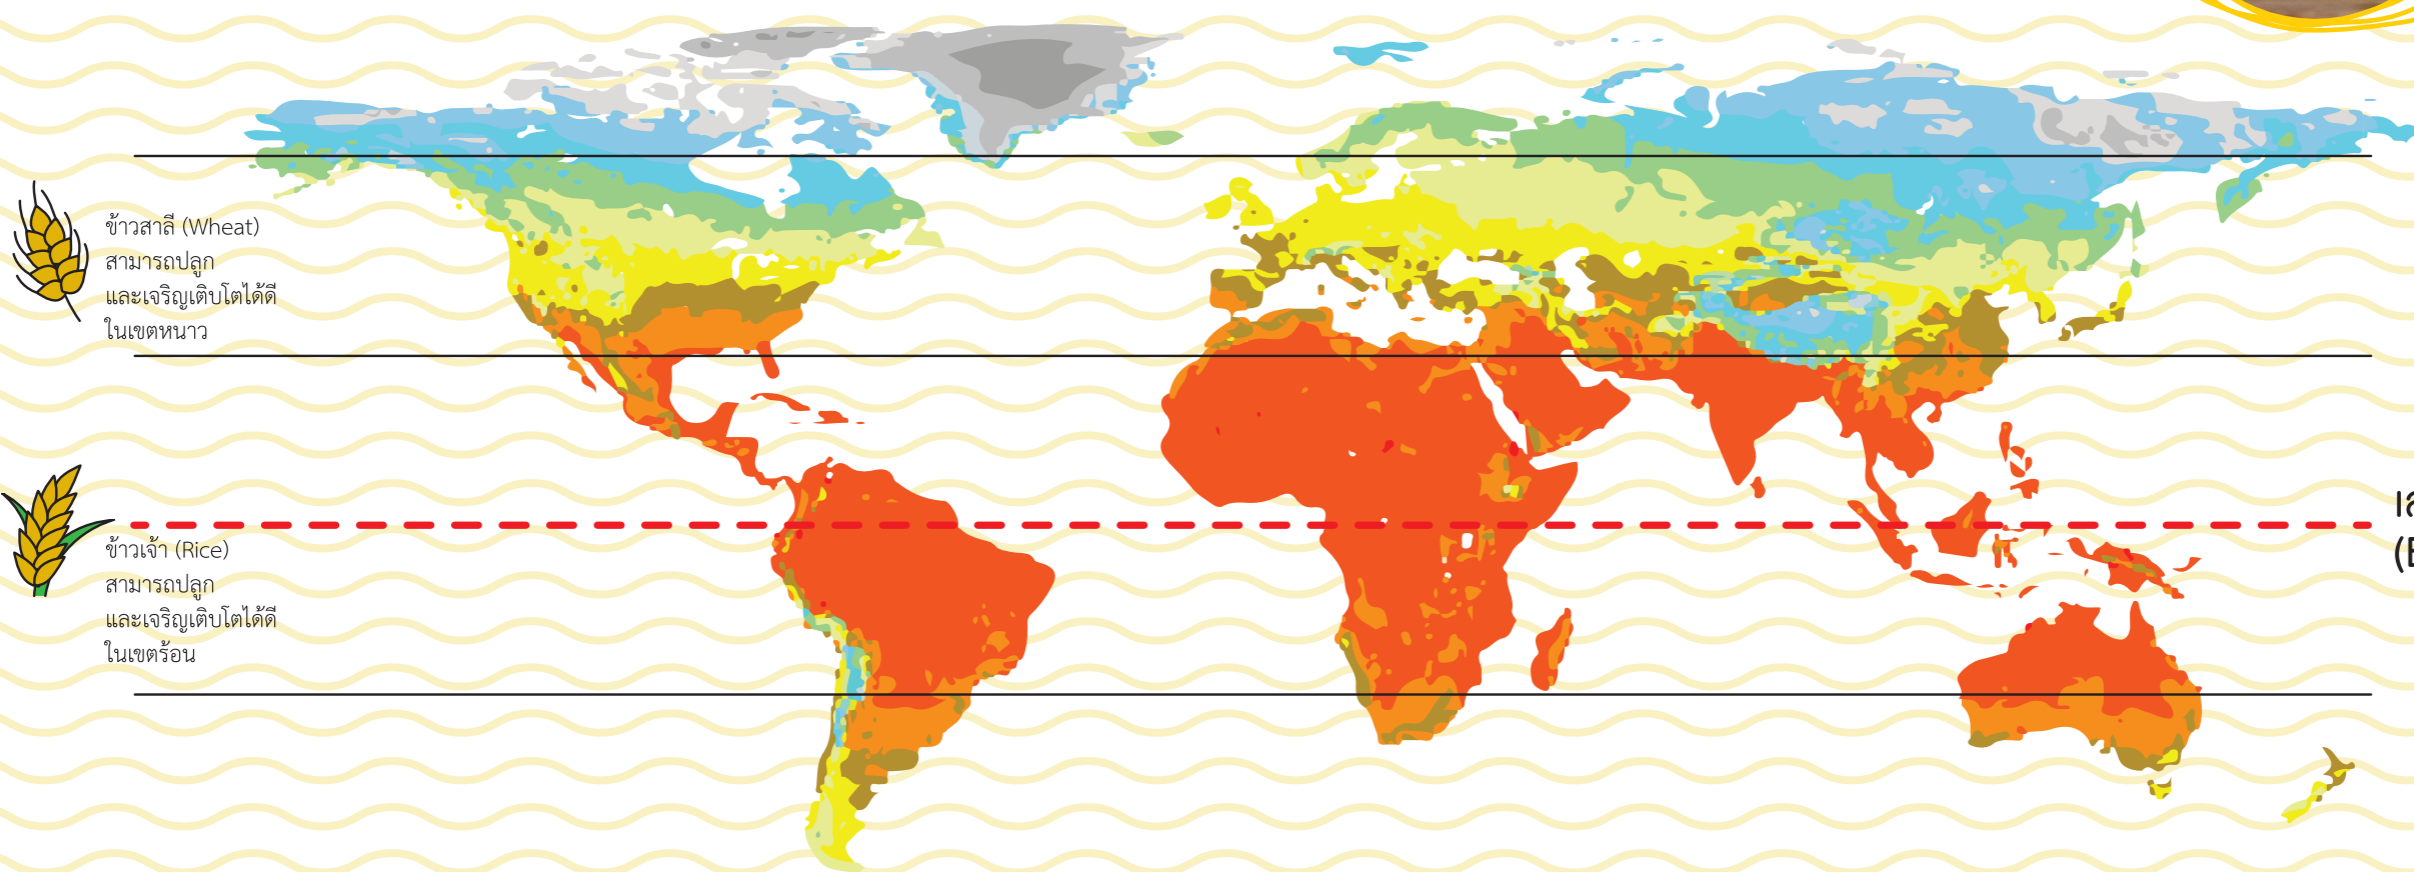 ข้าวสาลี (Wheat)
สามารถปลูก
และเจริญเติบโตได้ดี
ในเขตหนาว
ข้าวเจ้า (Rice)
สามารถปลูก
และเจริญเติบโตได้ดี
ในเขตร้อน